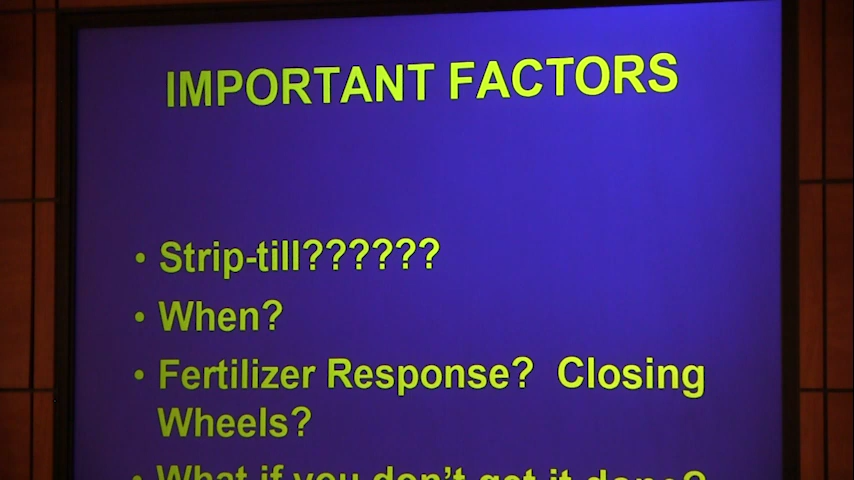 IMPORTANT FACTORS
• Strip-till??????
• When?
• Fertilizer Response?  Closing
Wheels?
• What if you don't get it done?